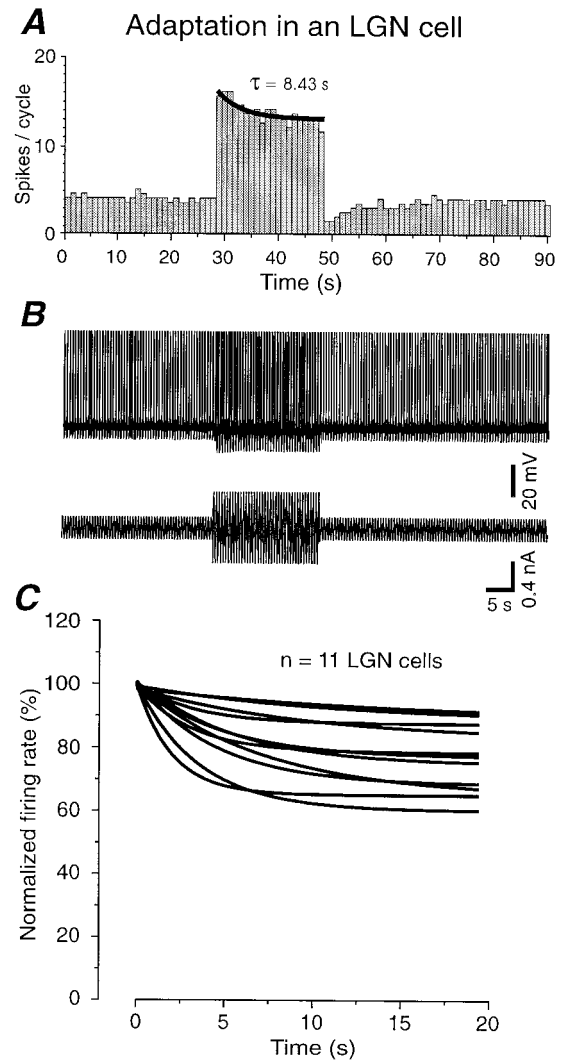 A Adaptation in an LGN cell
20
10
0
Spikes / cycle
τ = 8.43 s
0 10 20 30 40 50 60 70 80 90
Time (s)
B
20 mV
0.4 nA
5 s
C
120
100
80
60
40
20
0
Normalized firing rate (%)
n = 11 LGN cells
0 5 10 15 20
Time (s)